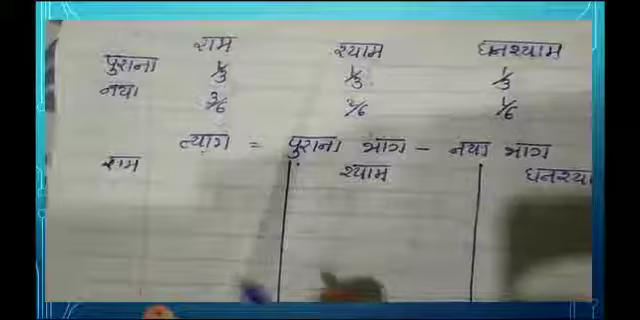 राम श्याम घनश्याम
पुराना 1/3 1/3 1/3
नया 3/6 2/6 1/6
त्याग = पुराना भाग - नया भाग
राम श्याम घनश्या